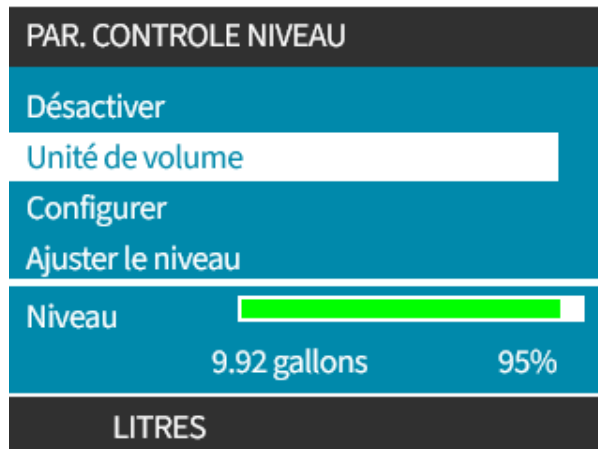 PAR. CONTROLE NIVEAU
Désactiver
Unité de volume
Configurer
Ajuster le niveau
Niveau
9.92 gallons 95%
LITRES